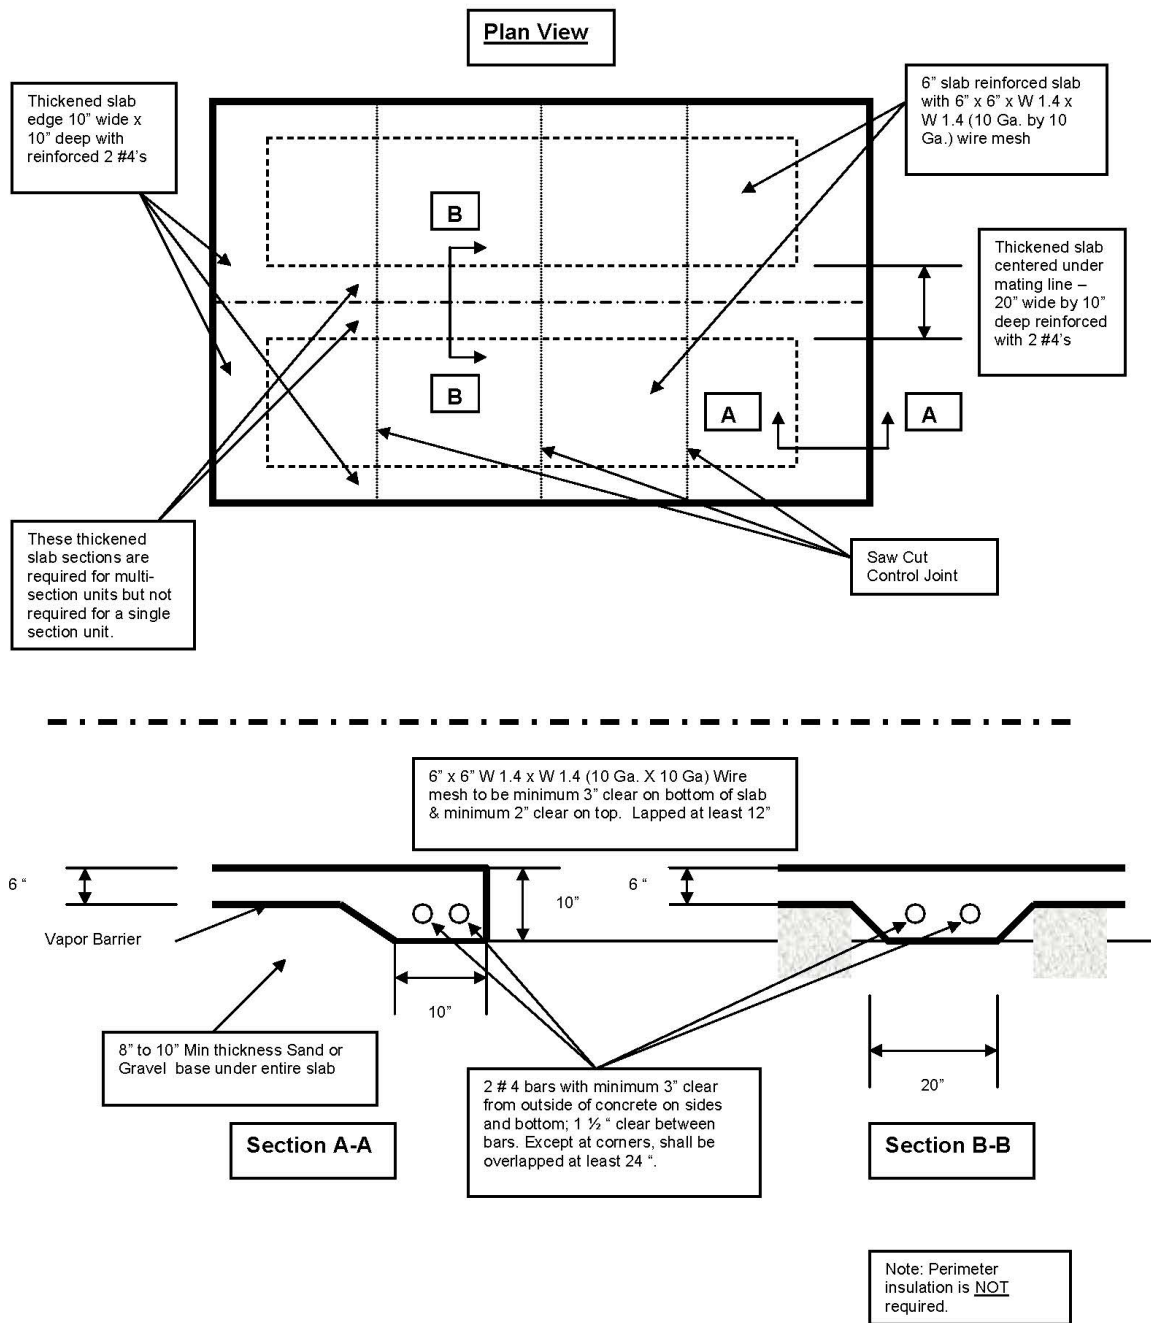 Plan View
Thickened slab
edge 10" wide x
10" deep with
reinforced 2 #4's
6" slab reinforced slab
with 6" x 6" x W 1.4 x
W 1.4 (10 Ga. by 10
Ga.) wire mesh
B
Thickened slab
centered under
mating line –
20" wide by 10"
deep reinforced
with 2 #4's
B
A
A
These thickened
slab sections are
required for multi-
section units but not
required for a single
section unit.
Saw Cut
Control Joint
6" x 6" W 1.4 x W 1.4 (10 Ga. X 10 Ga) Wire
mesh to be minimum 3" clear on bottom of slab
& minimum 2" clear on top. Lapped at least 12"
6 "
10"
6 "
Vapor Barrier
10"
8" to 10" Min thickness Sand or
Gravel base under entire slab
2 # 4 bars with minimum 3" clear
from outside of concrete on sides
and bottom; 1 ½ " clear between
bars. Except at corners, shall be
overlapped at least 24 ".
20"
Section A-A
Section B-B
Note: Perimeter
insulation is NOT
required.